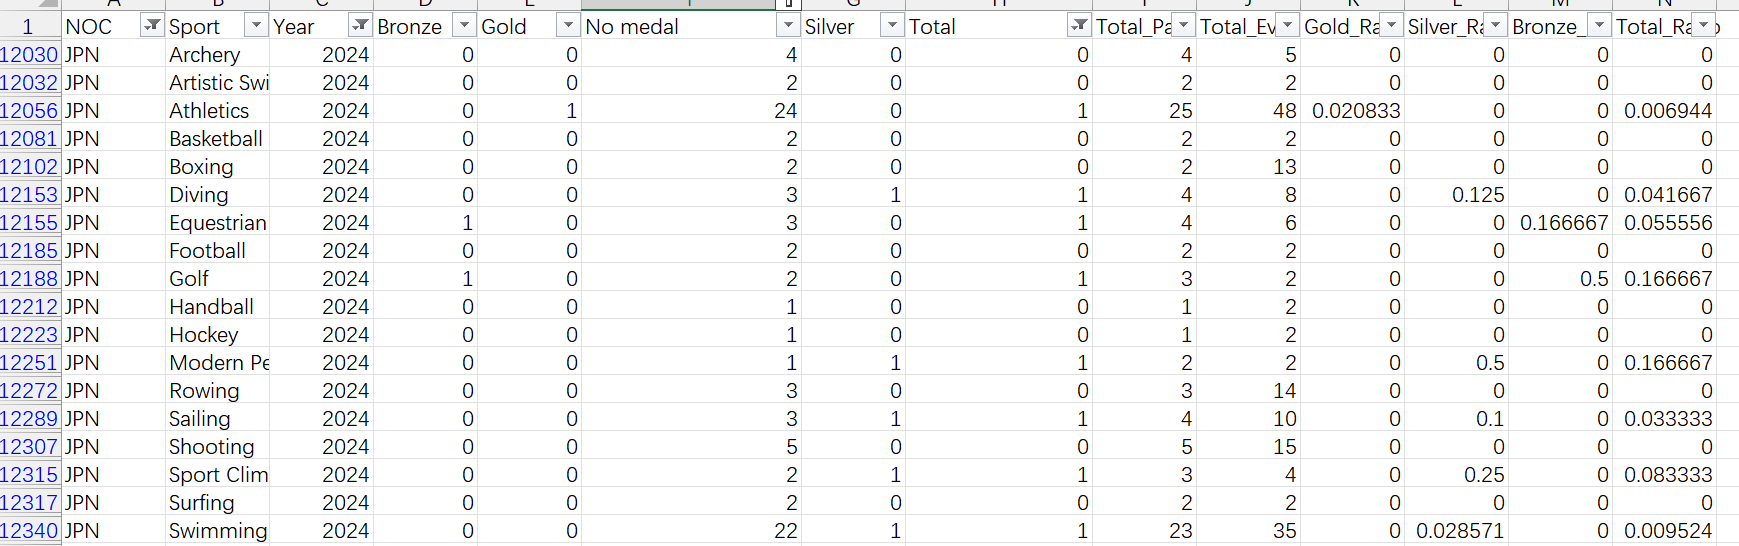 1 NOC Sport Year Bronze Gold No medal Silver Total Total_Pa Total_Ev Gold_Ra Silver_Ra Bronze_ Total_Ra
12030 JPN Archery 2024 0 0 4 0 0 4 5 0 0 0 0
12032 JPN Artistic Swi 2024 0 0 2 0 0 2 2 0 0 0 0
12056 JPN Athletics 2024 0 1 24 0 1 25 48 0.020833 0 0 0.006944
12081 JPN Basketball 2024 0 0 2 0 0 2 2 0 0 0 0
12102 JPN Boxing 2024 0 0 2 0 0 2 13 0 0 0 0
12153 JPN Diving 2024 0 0 3 1 1 4 8 0 0.125 0 0.041667
12155 JPN Equestrian 2024 1 0 3 0 1 4 6 0 0 0.166667 0.055556
12185 JPN Football 2024 0 0 2 0 0 2 2 0 0 0 0
12188 JPN Golf 2024 1 0 2 0 1 3 2 0 0 0.5 0.166667
12212 JPN Handball 2024 0 0 1 0 0 1 2 0 0 0 0
12223 JPN Hockey 2024 0 0 1 0 0 1 2 0 0 0 0
12251 JPN Modern Pe 2024 0 0 1 1 1 2 2 0 0.5 0 0.166667
12272 JPN Rowing 2024 0 0 3 0 0 3 14 0 0 0 0
12289 JPN Sailing 2024 0 0 3 1 1 4 10 0 0.1 0 0.033333
12307 JPN Shooting 2024 0 0 5 0 0 5 15 0 0 0 0
12315 JPN Sport Clim 2024 0 0 2 1 1 3 4 0 0.25 0 0.083333
12317 JPN Surfing 2024 0 0 2 0 0 2 2 0 0 0 0
12340 JPN Swimming 2024 0 0 22 1 1 23 35 0 0.028571 0 0.009524